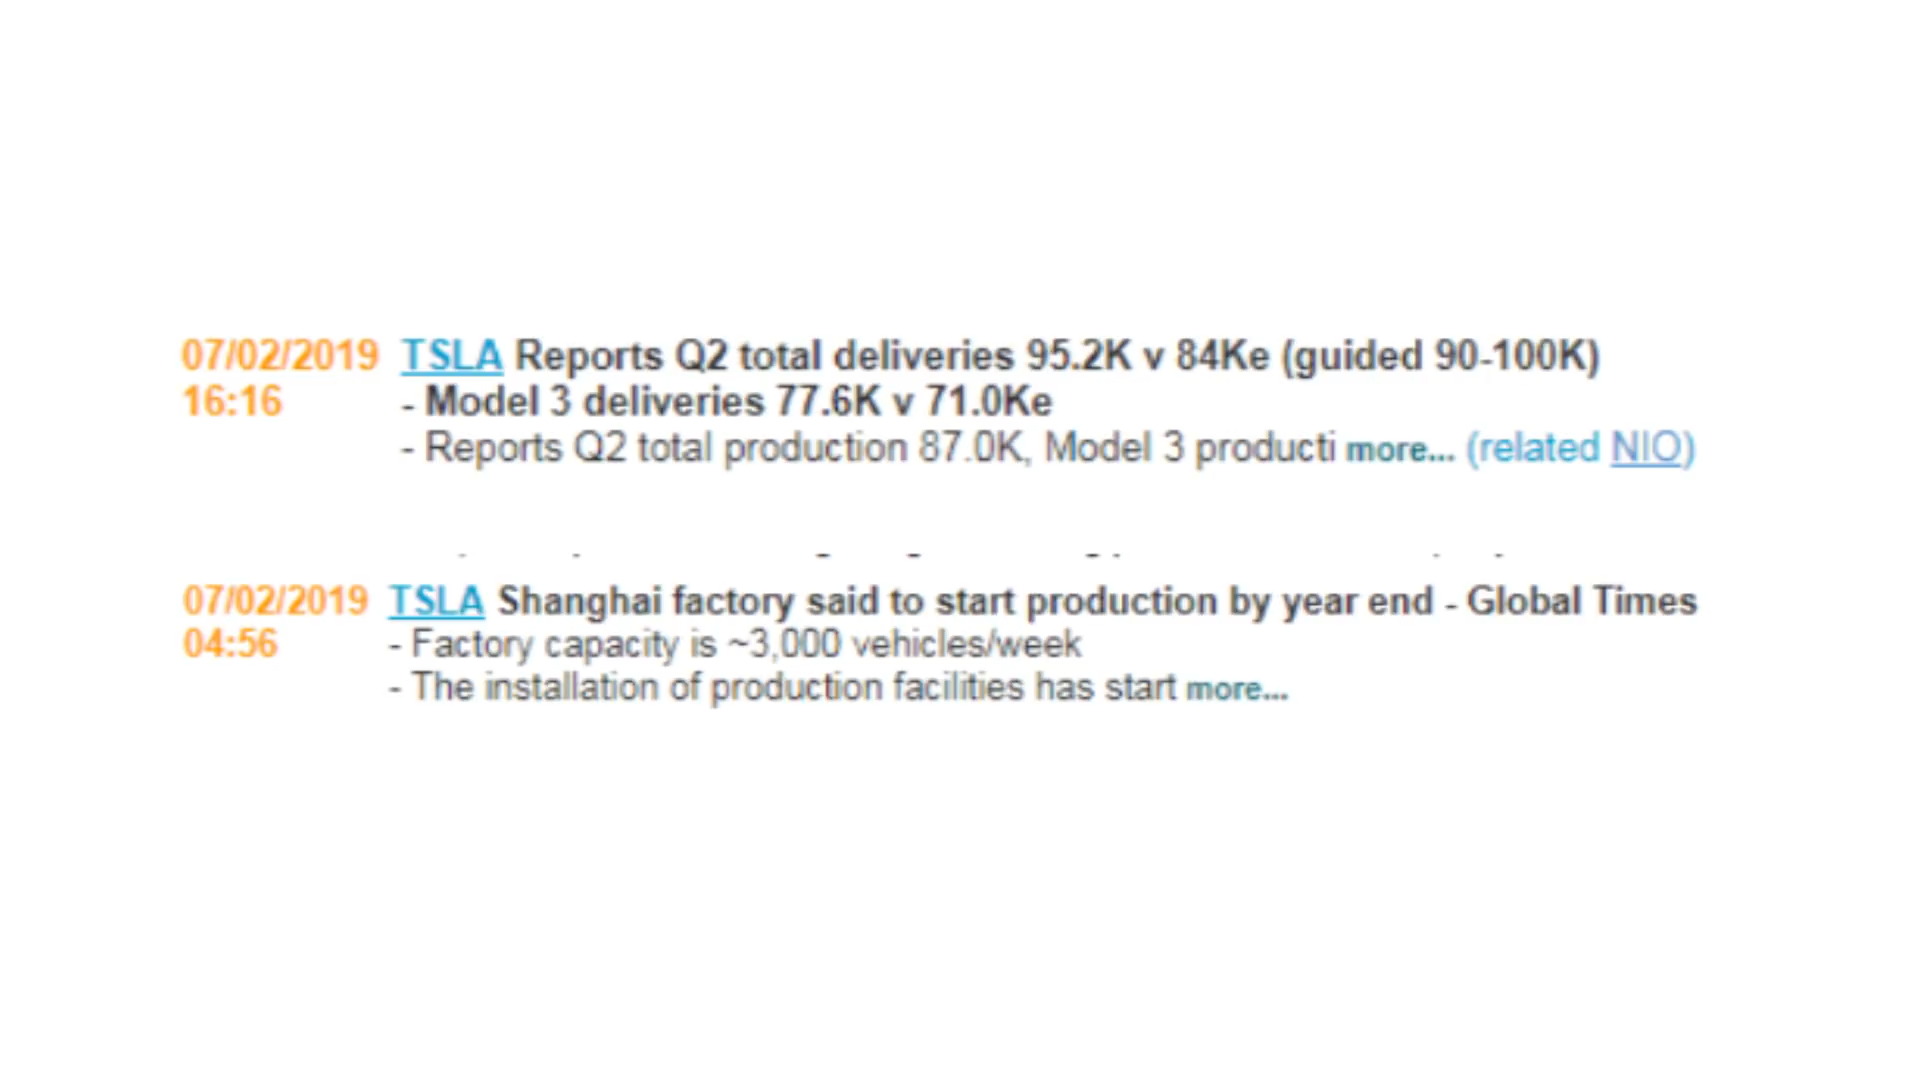 07/02/2019 TSLA Reports Q2 total deliveries 95.2K v 84Ke (guided 90-100K)
16:16 - Model 3 deliveries 77.6K v 71.0Ke
- Reports Q2 total production 87.0K, Model 3 producti more... (related NIO)
07/02/2019 TSLA Shanghai factory said to start production by year end - Global Times
04:56 - Factory capacity is ~3,000 vehicles/week
- The installation of production facilities has start more...